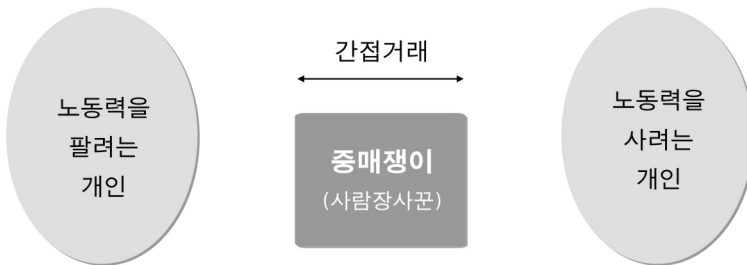 노동력을
팔려는
개인
간접거래
중매쟁이
(사람장사꾼)
노동력을
사려는
개인